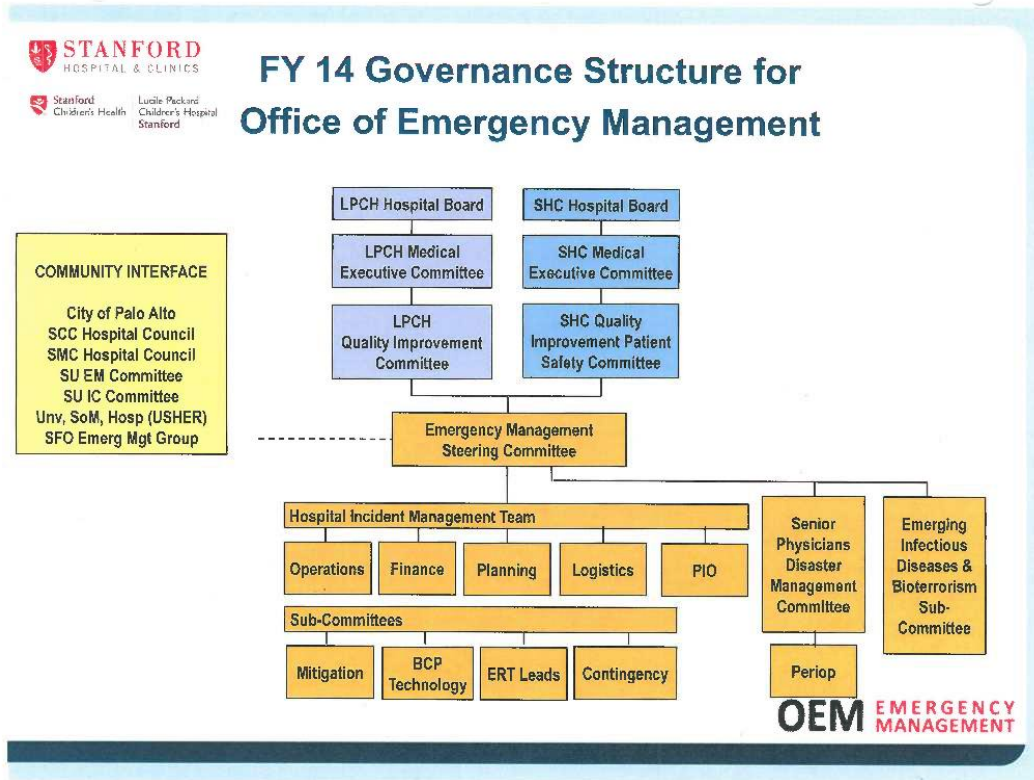 STANFORD
HOSPITAL & CLINICS
Stanford
Children's Health
Lucile Packard
Children's Hospital
Stanford
FY 14 Governance Structure for
Office of Emergency Management
LPCH Hospital Board
SHC Hospital Board
LPCH Medical
Executive Committee
SHC Medical
Executive Committee
LPCH
Quality Improvement
Committee
SHC Quality
Improvement Patient
Safety Committee
COMMUNITY INTERFACE
City of Palo Alto
SCC Hospital Council
SMC Hospital Council
SU EM Committee
SU IC Committee
Unv, SoM, Hosp (USHER)
SFO Emerg Mgt Group
Emergency Management
Steering Committee
Hospital Incident Management Team
Operations
Finance
Planning
Logistics
PIO
Sub-Committees
Mitigation
BCP
Technology
ERT Leads
Contingency
Senior
Physicians
Disaster
Management
Committee
Periop
Emerging
Infectious
Diseases &
Bioterrorism
Sub-
Committee
OEM
EMERGENCY
MANAGEMENT